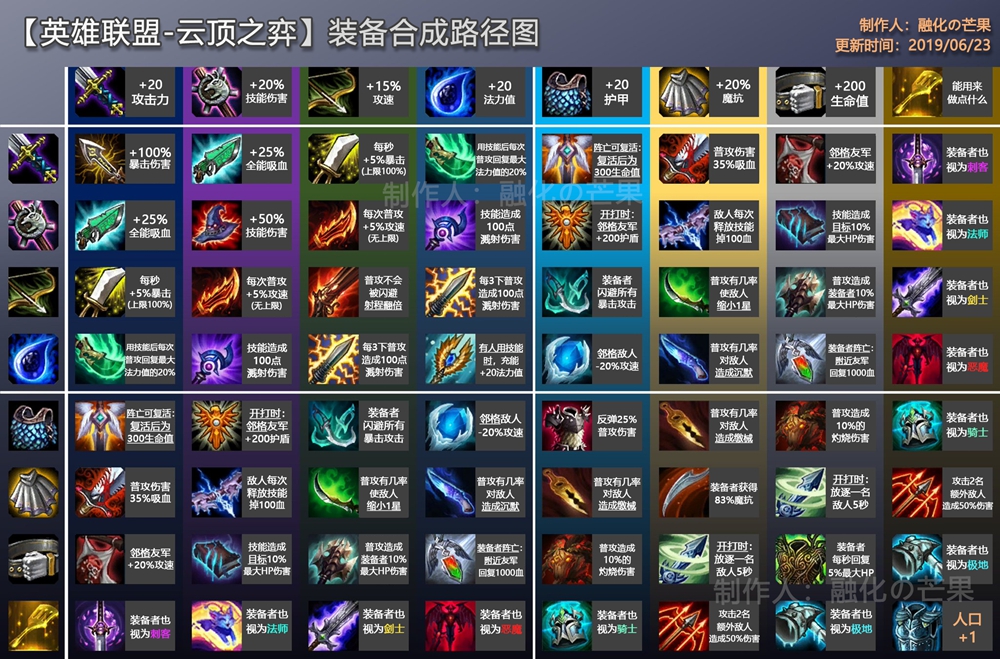 【英雄联盟-云顶之弈】装备合成路径图
制作人：融化の芒果
更新时间：2019/06/23
+20
攻击力
+20%
技能伤害
+15%
攻速
+20
法力值
+20
护甲
+20%
魔抗
+200
生命值
能用来
做点什么
+100%
暴击伤害
+25%
全能吸血
每秒
+5%暴击
(上限100%)
用技能后每次
普攻回复最大
法力值的20%
阵亡可复活：
复活后为
300生命值
普攻伤害
35%吸血
邻格友军
+20%攻速
装备者也
视为刺客
制作人：融化の芒果
+25%
全能吸血
+50%
技能伤害
每次普攻
+5%攻速
(无上限)
技能造成
100点
溅射伤害
开打时：
邻格友军
+200护盾
敌人每次
释放技能
掉100血
技能造成
目标10%
最大HP伤害
装备者也
视为法师
每秒
+5%暴击
(上限100%)
每次普攻
+5%攻速
(无上限)
普攻不会
被闪避
射程翻倍
每3下普攻
造成100点
溅射伤害
装备者
闪避所有
暴击攻击
普攻有几率
使敌人
缩小1星
普攻造成
装备者10%
最大HP伤害
装备者也
视为剑士
用技能后每次
普攻回复最大
法力值的20%
技能造成
100点
溅射伤害
每3下普攻
造成100点
溅射伤害
有人用技能
时，充能
+20法力值
邻格敌人
-20%攻速
普攻有几率
对敌人
造成沉默
装备者阵亡：
附近友军
回复1000血
装备者也
视为恶魔
阵亡可复活：
复活后为
300生命值
开打时：
邻格友军
+200护盾
装备者
闪避所有
暴击攻击
邻格敌人
-20%攻速
反弹25%
普攻伤害
普攻有几率
对敌人
造成缴械
普攻造成
10%的
灼烧伤害
装备者也
视为骑士
普攻伤害
35%吸血
敌人每次
释放技能
掉100血
普攻有几率
使敌人
缩小1星
普攻有几率
对敌人
造成沉默
普攻有几率
对敌人
造成缴械
装备者获得
83%魔抗
开打时：
放逐一名
敌人5秒
攻击2名
额外敌人
造成50%伤害
邻格友军
+20%攻速
技能造成
目标10%
最大HP伤害
普攻造成
装备者10%
最大HP伤害
装备者阵亡：
附近友军
回复1000血
普攻造成
10%的
灼烧伤害
开打时：
放逐一名
敌人5秒
装备者
每秒回复
5%最大HP
装备者也
视为极地
制作人：融化の芒果
装备者也
视为刺客
装备者也
视为法师
装备者也
视为剑士
装备者也
视为恶魔
装备者也
视为骑士
攻击2名
额外敌人
造成50%伤害
装备者也
视为极地
人口
+1